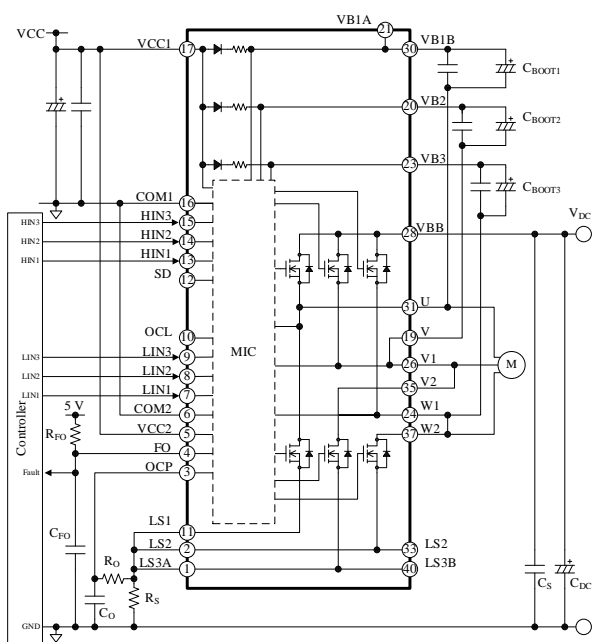 VB1A
21
VCC
VCC1
17
30
VB1B
CBOOT1
20
VB2
CBOOT2
23
VB3
CBOOT3
COM1
16
HIN3
HIN3
15
HIN2
HIN2
14
HIN1
HIN1
13
SD
12
28
VBB
VDC
31
U
OCL
10
19
V
MIC
LIN3
LIN3
9
26
V1
M
LIN2
LIN2
8
35
V2
LIN1
LIN1
7
Controller
5 V
COM2
6
24
W1
RFO
VCC2
5
37
W2
FO
4
Fault
OCP
3
LS1
11
CFO
LS2
2
33
LS2
RO
LS3A
1
40
LS3B
CO
RS
CS
CDC
GND